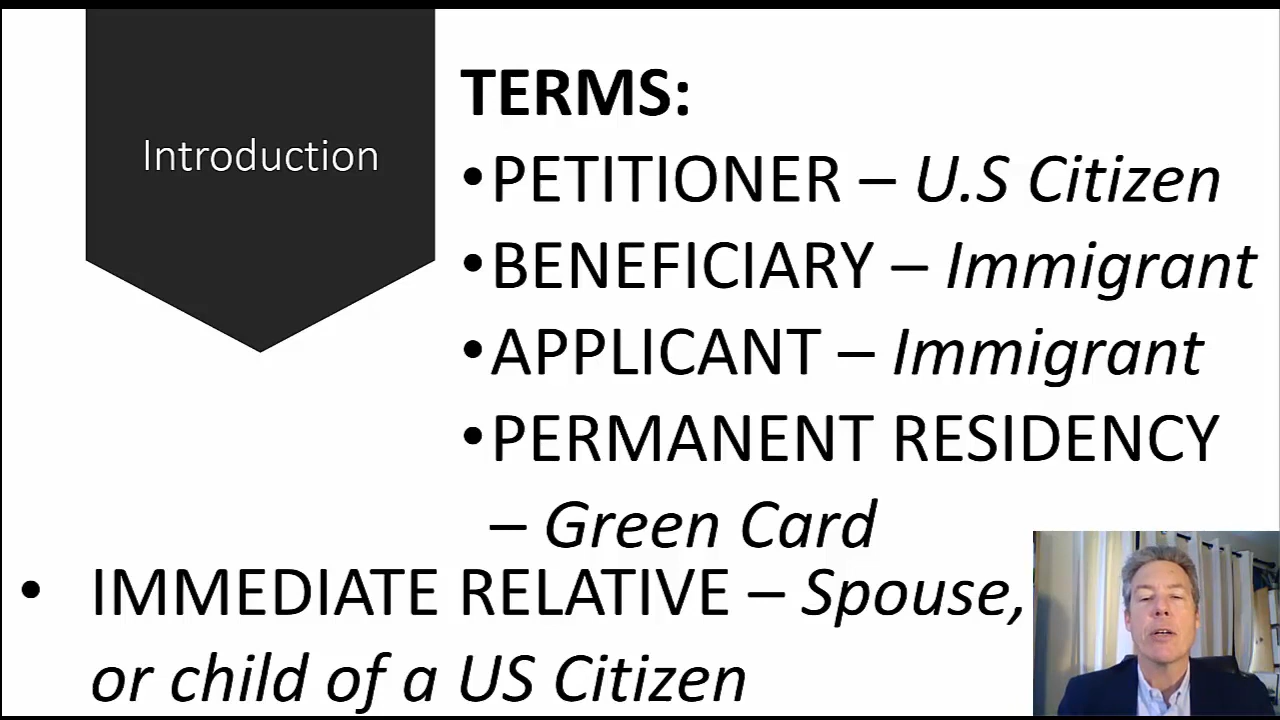 Introduction
TERMS:
•PETITIONER – U.S Citizen
•BENEFICIARY – Immigrant
•APPLICANT – Immigrant
•PERMANENT RESIDENCY
– Green Card
• IMMEDIATE RELATIVE – Spouse,
or child of a US Citizen